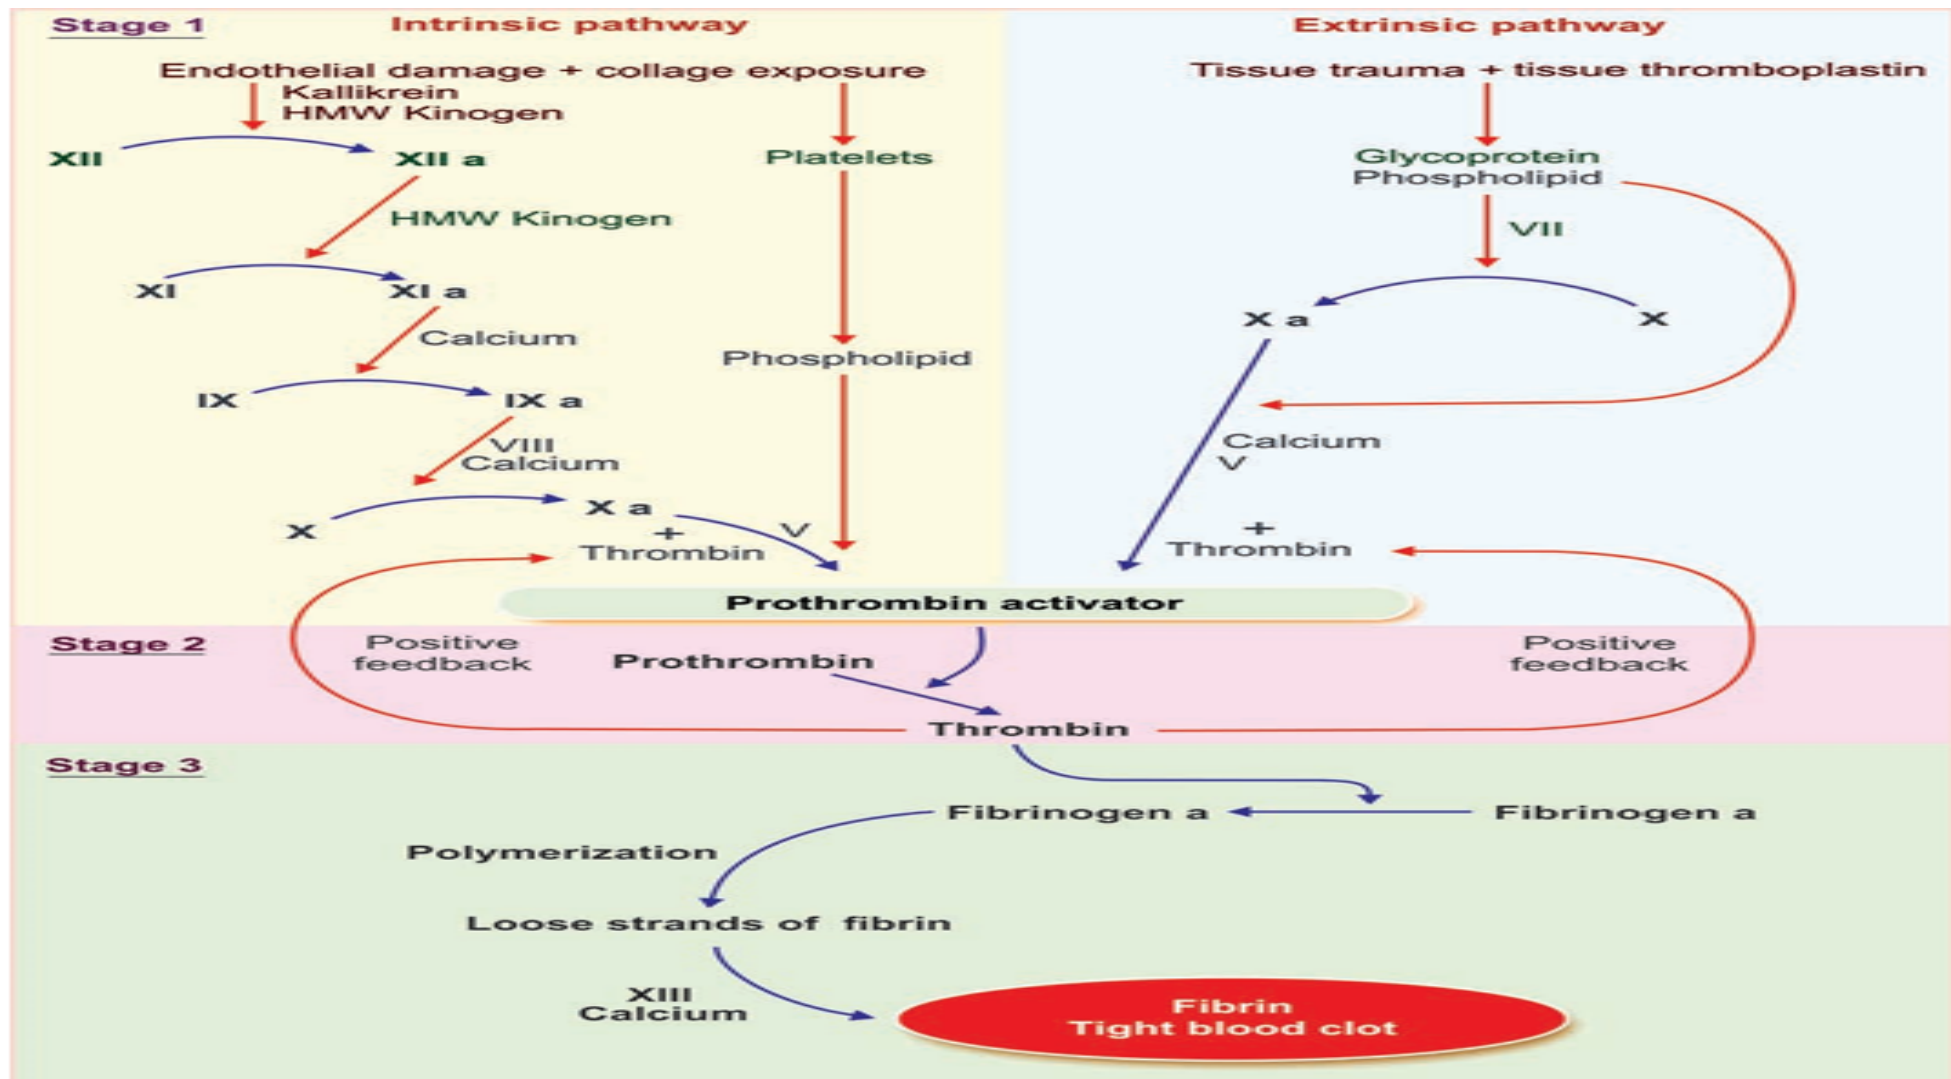 Stage 1
Intrinsic pathway
Extrinsic pathway
Endothelial damage + collage exposure
Kallikrein
HMW Kinogen
XII
XII a
Platelets
HMW Kinogen
XI
XI a
Calcium
Phospholipid
IX
IX a
VIII
Calcium
X
X a
V
+
Thrombin
Tissue trauma + tissue thromboplastin
Glycoprotein
Phospholipid
VII
X a
X
Calcium
V
+
Thrombin
Prothrombin activator
Stage 2
Positive
feedback
Prothrombin
Positive
feedback
Thrombin
Stage 3
Fibrinogen a
Fibrinogen a
Polymerization
Loose strands of fibrin
XIII
Calcium
Fibrin
Tight blood clot